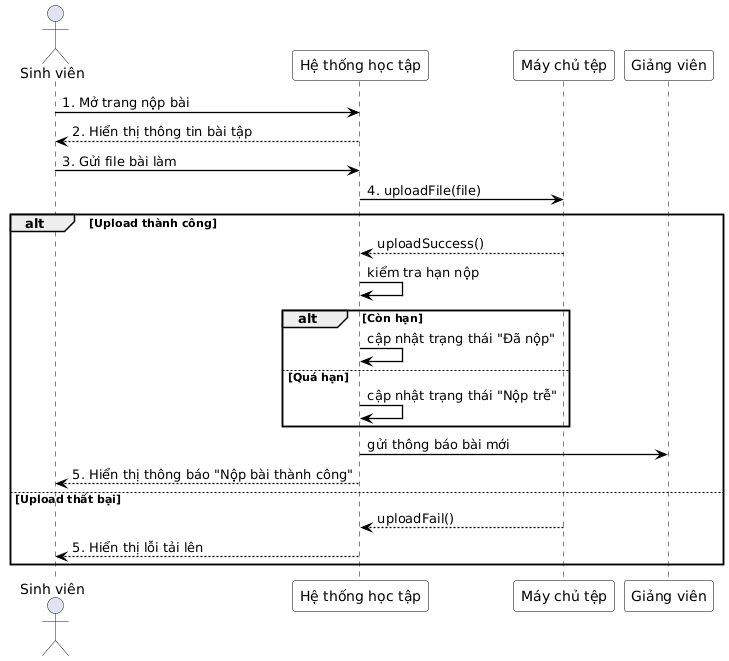 Sinh viên
Hệ thống học tập
Máy chủ tệp
Giảng viên
1. Mở trang nộp bài
2. Hiển thị thông tin bài tập
3. Gửi file bài làm
4. uploadFile(file)
alt
[Upload thành công]
uploadSuccess()
kiểm tra hạn nộp
alt
[Còn hạn]
cập nhật trạng thái "Đã nộp"
[Quá hạn]
cập nhật trạng thái "Nộp trễ"
gửi thông báo bài mới
5. Hiển thị thông báo "Nộp bài thành công"
[Upload thất bại]
uploadFail()
5. Hiển thị lỗi tải lên
Sinh viên
Hệ thống học tập
Máy chủ tệp
Giảng viên